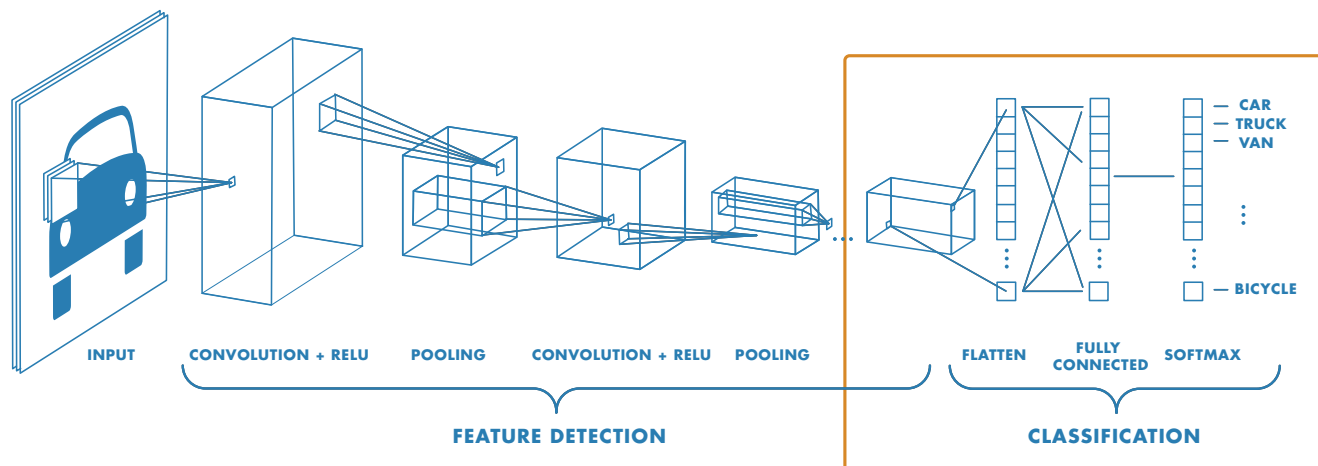 CAR
TRUCK
VAN
BICYCLE
INPUT
CONVOLUTION + RELU
POOLING
CONVOLUTION + RELU
POOLING
FLATTEN
FULLY
CONNECTED
SOFTMAX
FEATURE DETECTION
CLASSIFICATION